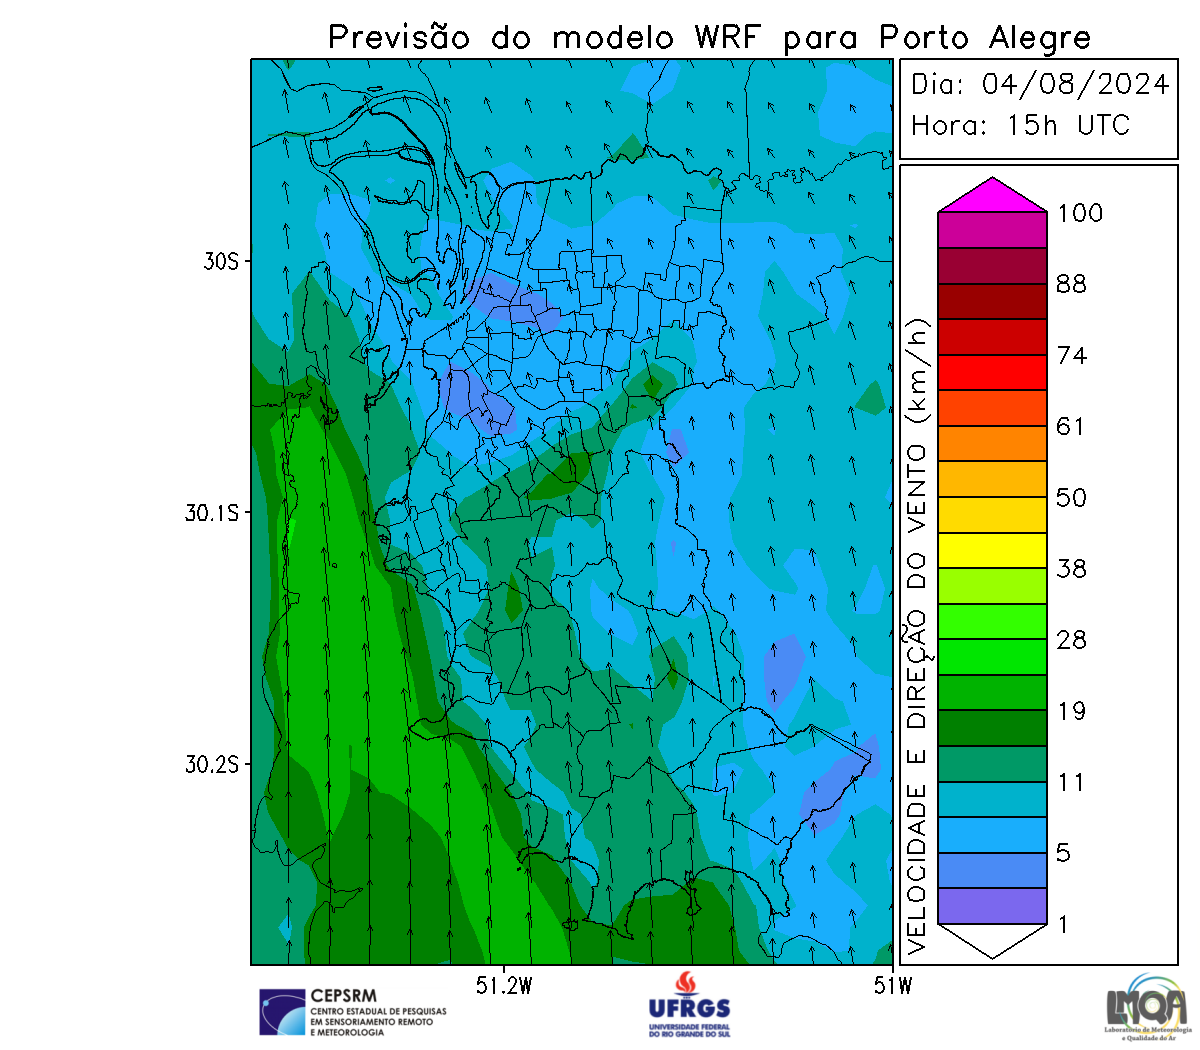 Previsão do modelo WRF para Porto Alegre
Dia: 04/08/2024
Hora: 15h UTC
30S
30.1S
30.2S
51.2W
51W
VELOCIDADE E DIREÇÃO DO VENTO (km/h)
100
88
74
61
50
38
28
19
11
5
1
CEPSRM
CENTRO ESTADUAL DE PESQUISAS
EM SENSORIAMENTO REMOTO
E METEOROLOGIA
UFRGS
UNIVERSIDADE FEDERAL
DO RIO GRANDE DO SUL
LMQA
Laboratório de Meteorologia
e Qualidade do Ar